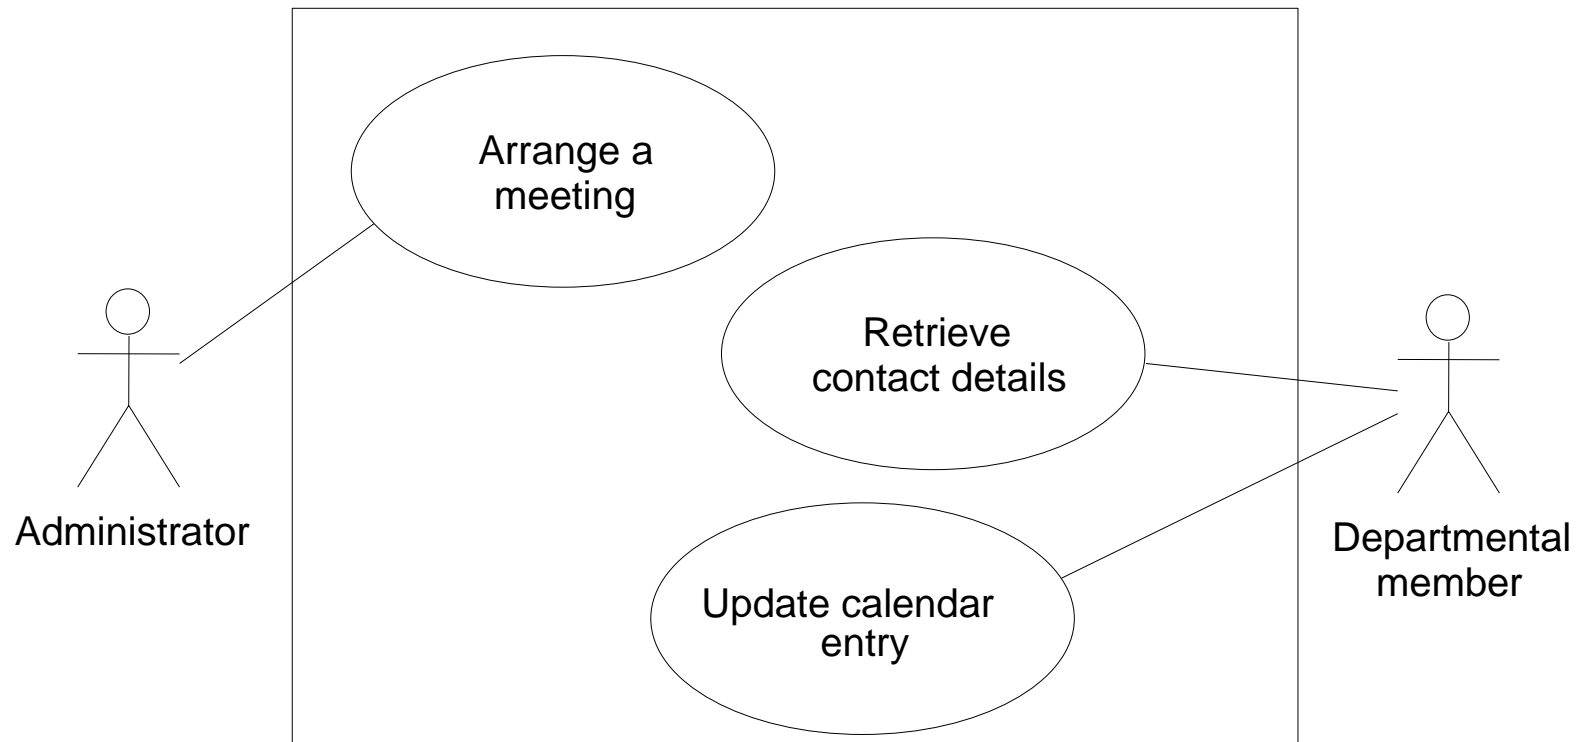 Arrange a
meeting
Retrieve
contact details
Administrator
Departmental
member
Update calendar
entry